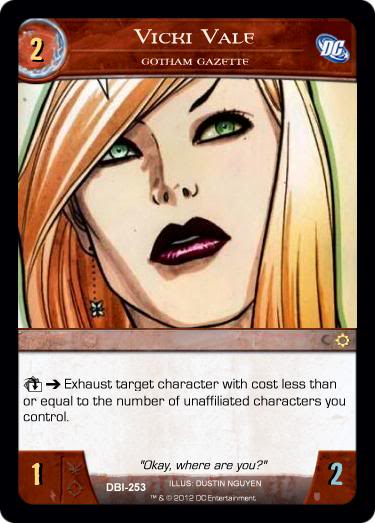 2
VICKI VALE
GOTHAM GAZETTE
DC
➔ Exhaust target character with cost less than
or equal to the number of unaffiliated characters you
control.
"Okay, where are you?"
1
DBI-253
ILLUS: DUSTIN NGUYEN
2
™ & © 2012 DC Entertainment